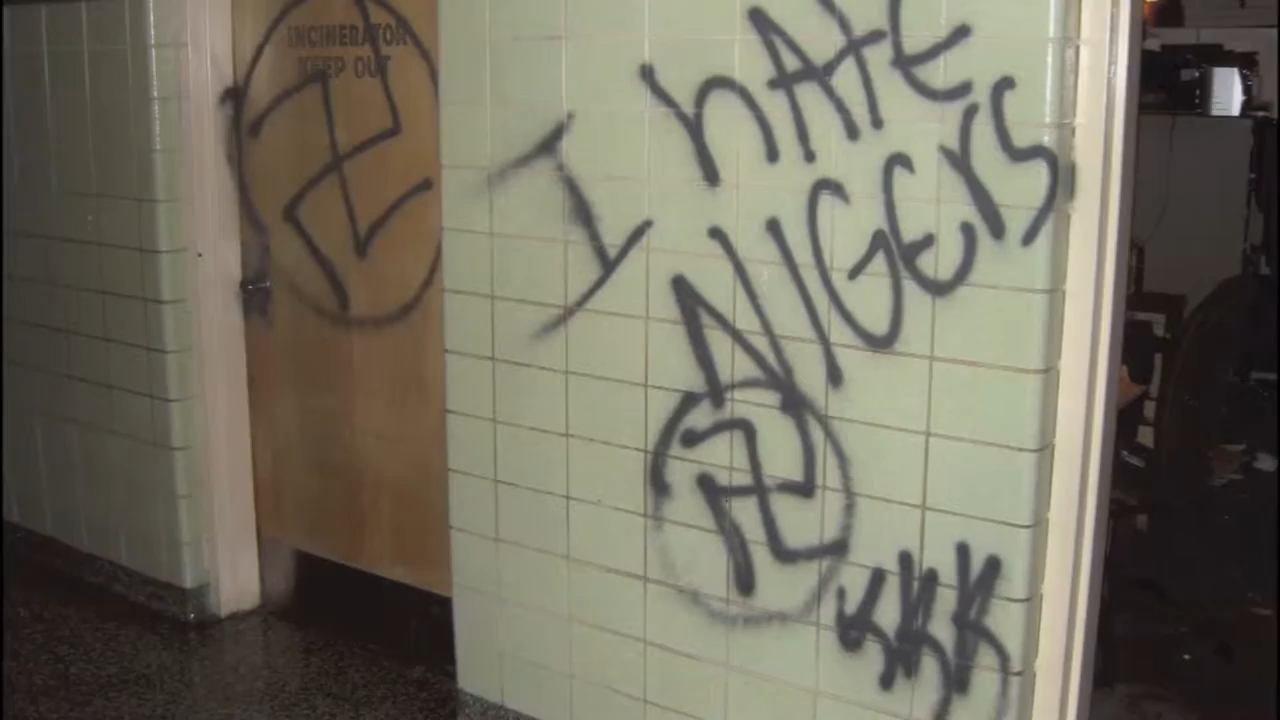 INCINERATOR
KEEP OUT
I hATE
NIGErS
KKK